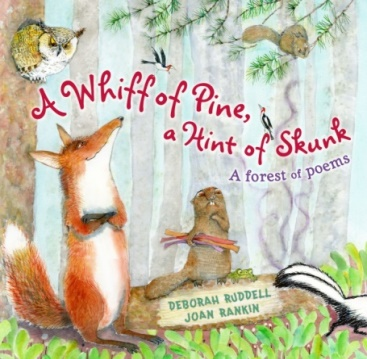 A Whiff of Pine,
a Hint of Skunk
A forest of poems
DEBORAH RUDDELL
JOAN RANKIN